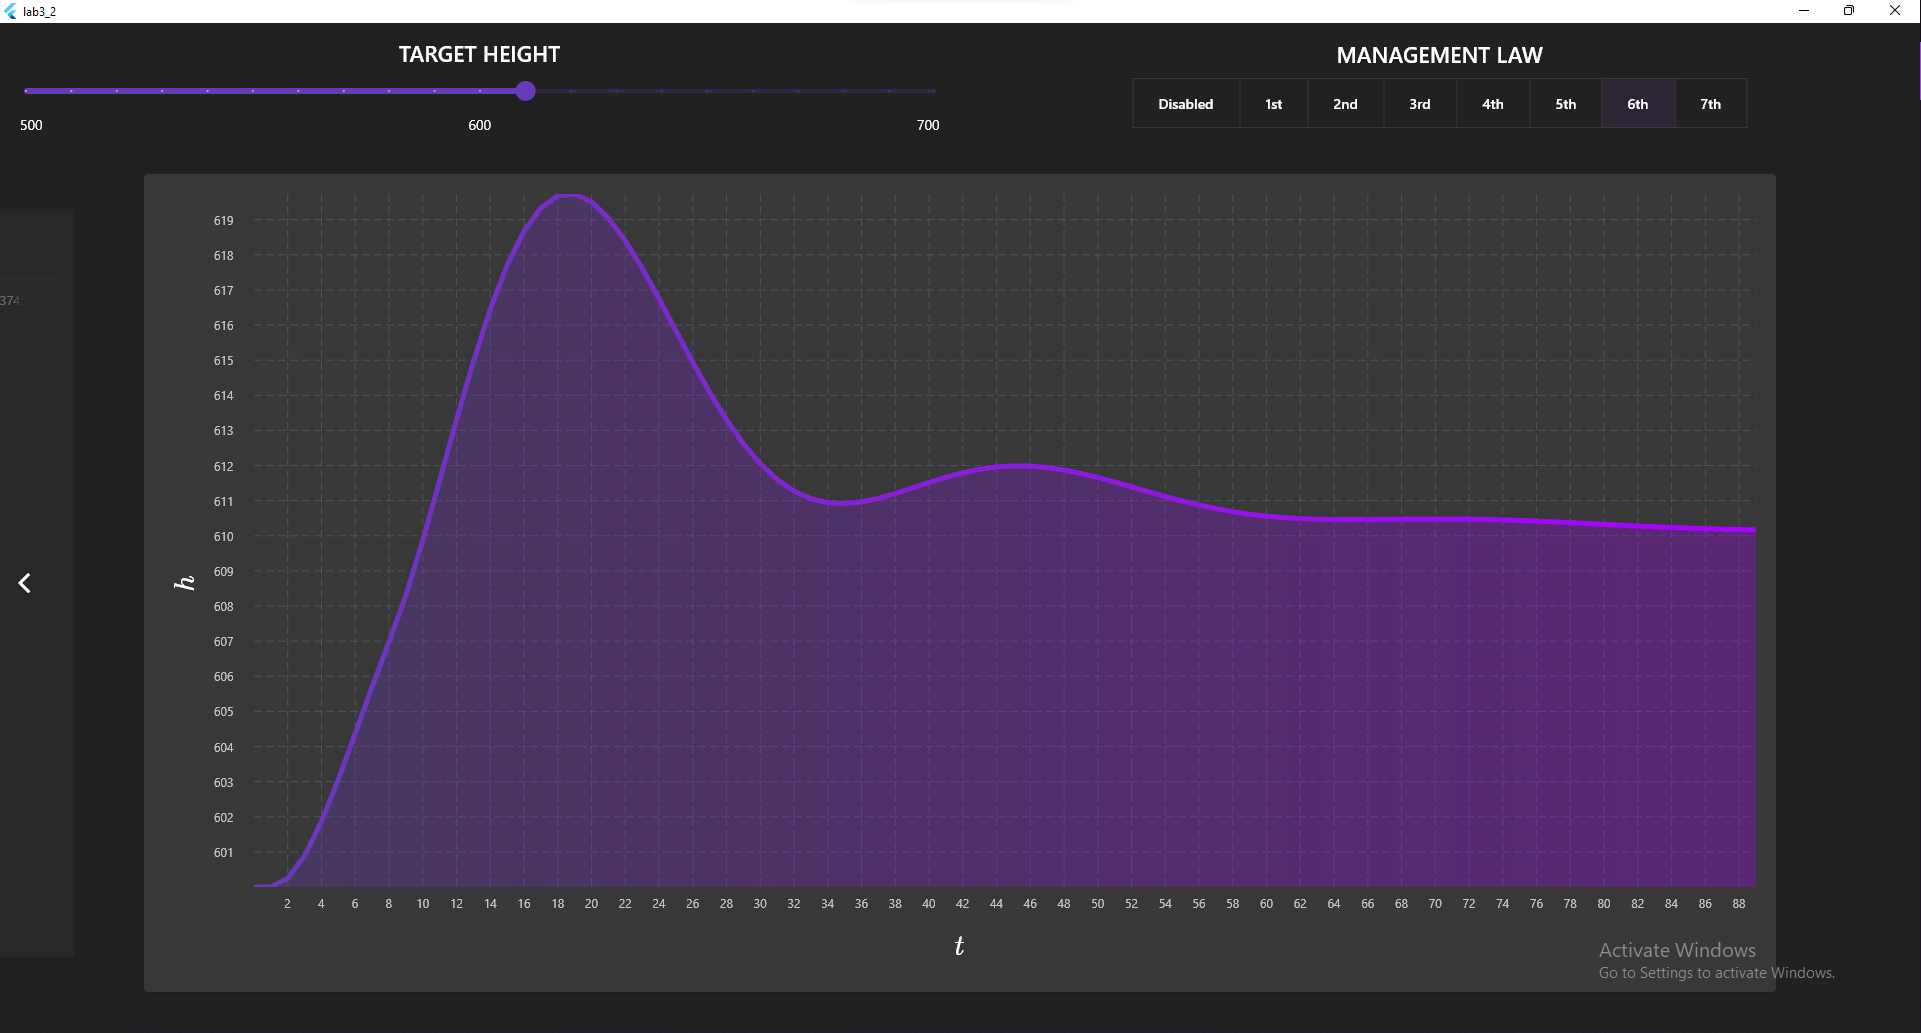 lab3_2
TARGET HEIGHT
500 600 700
MANAGEMENT LAW
Disabled 1st 2nd 3rd 4th 5th 6th 7th
374
619
618
617
616
615
614
613
612
611
610
609
608
607
606
605
604
603
602
601
h
2 4 6 8 10 12 14 16 18 20 22 24 26 28 30 32 34 36 38 40 42 44 46 48 50 52 54 56 58 60 62 64 66 68 70 72 74 76 78 80 82 84 86 88
t
Activate Windows
Go to Settings to activate Windows.